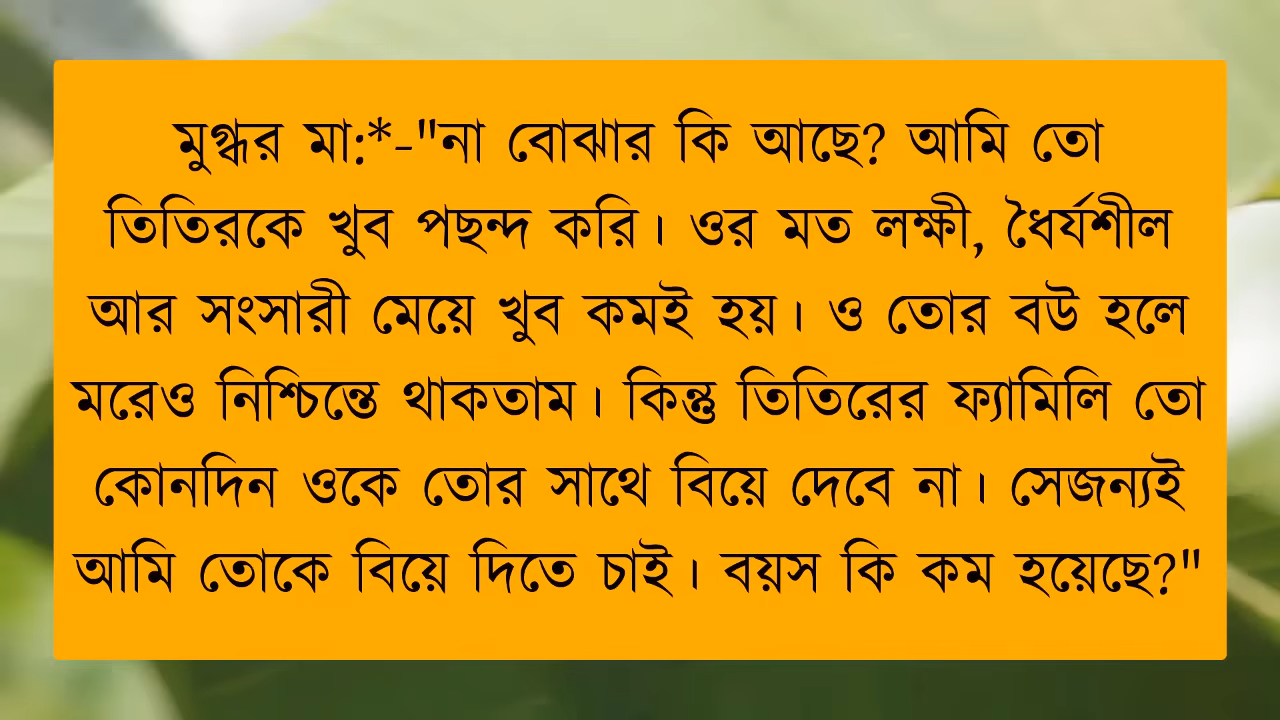 মুগ্ধর মা:*-"না বোঝার কি আছে? আমি তো
তিতিরকে খুব পছন্দ করি। ওর মত লক্ষী, ধৈর্যশীল
আর সংসারী মেয়ে খুব কমই হয়। ও তোর বউ হলে
মরেও নিশ্চিন্তে থাকতাম। কিন্তু তিতিরের ফ্যামিলি তো
কোনদিন ওকে তোর সাথে বিয়ে দেবে না। সেজন্যই
আমি তোকে বিয়ে দিতে চাই। বয়স কি কম হয়েছে?"